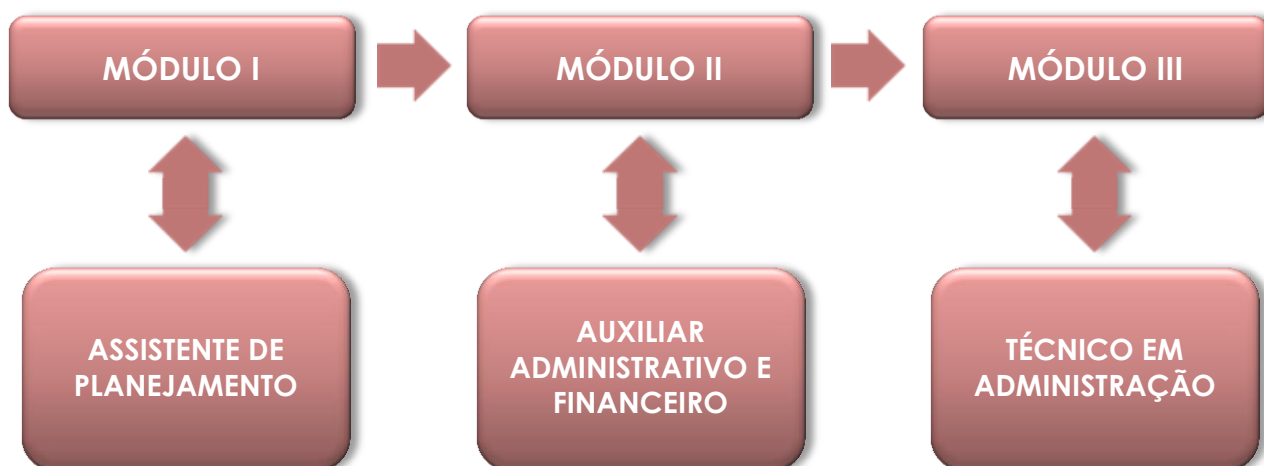 MÓDULO I
MÓDULO II
MÓDULO III
ASSISTENTE DE
PLANEJAMENTO
AUXILIAR
ADMINISTRATIVO E
FINANCEIRO
TÉCNICO EM
ADMINISTRAÇÃO